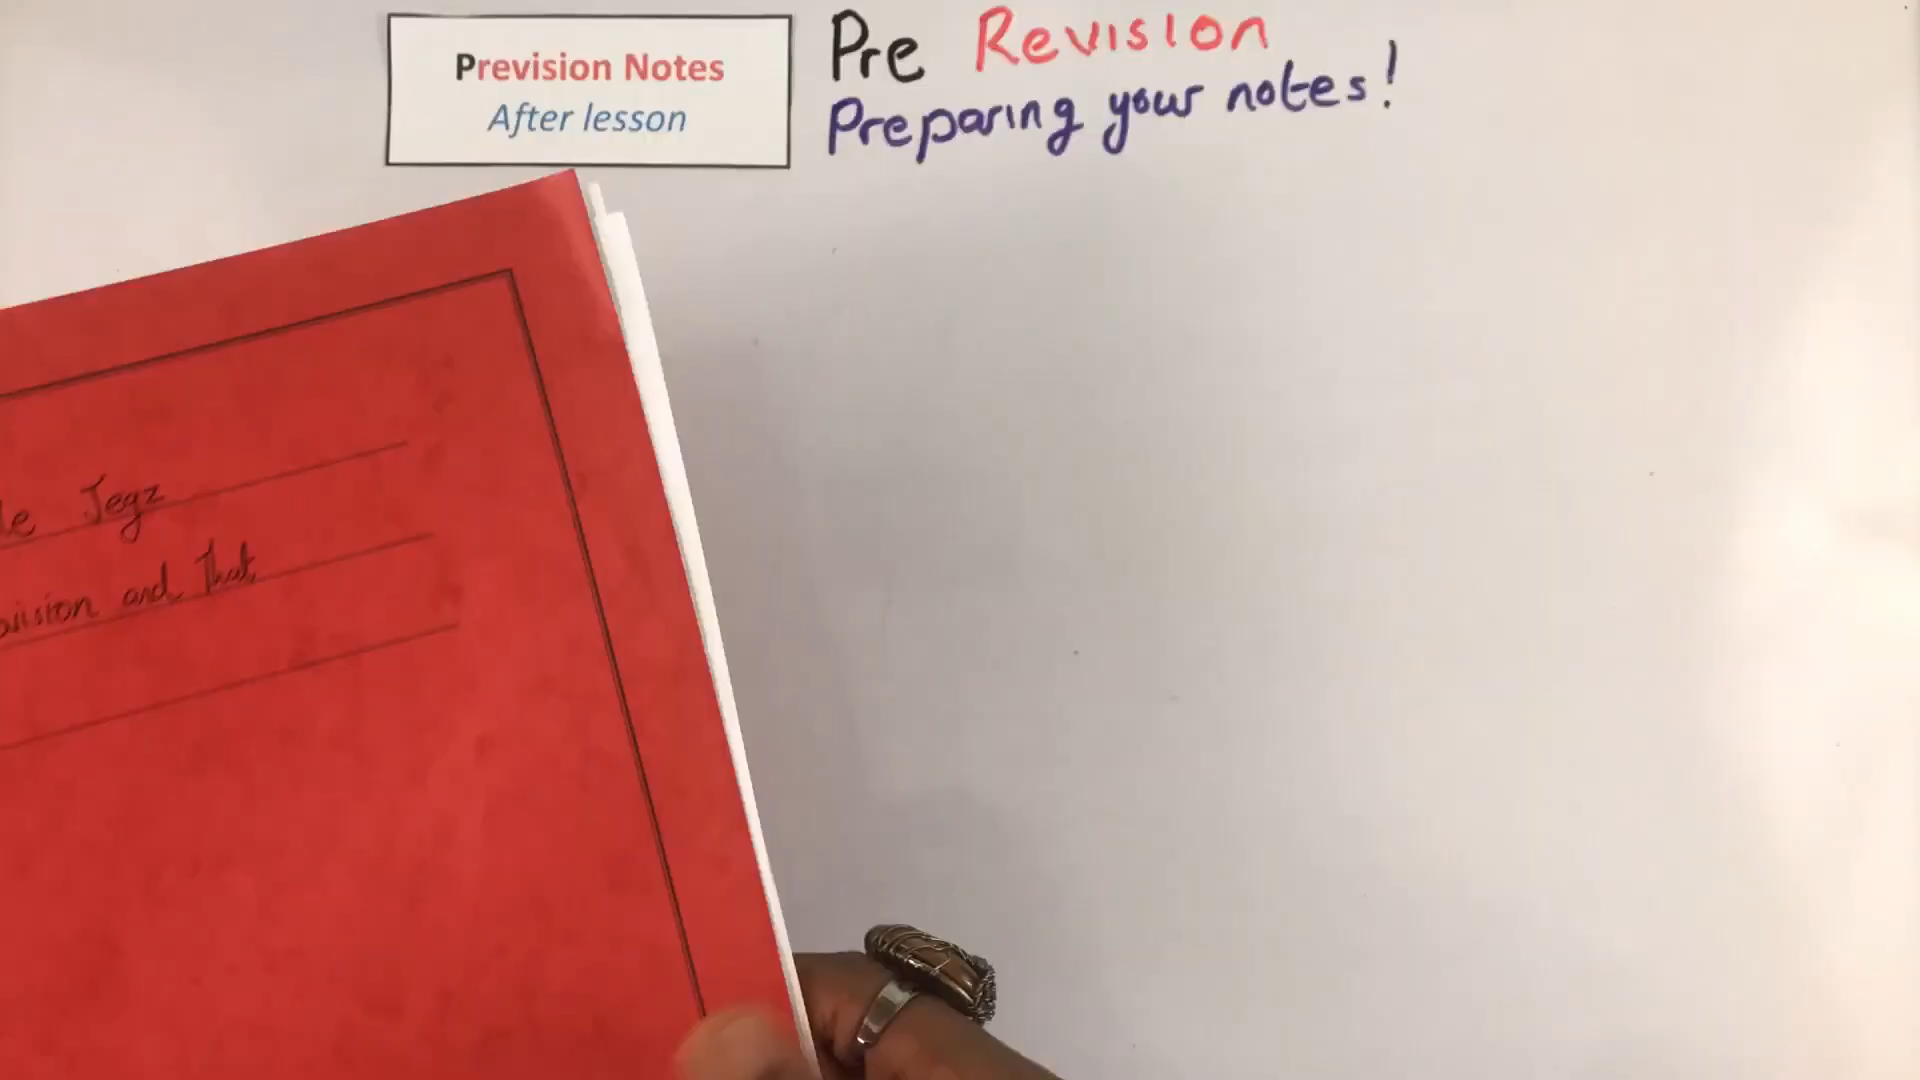 Prevision Notes
After lesson
Pre Revision
Preparing your notes!
Jegz
and That